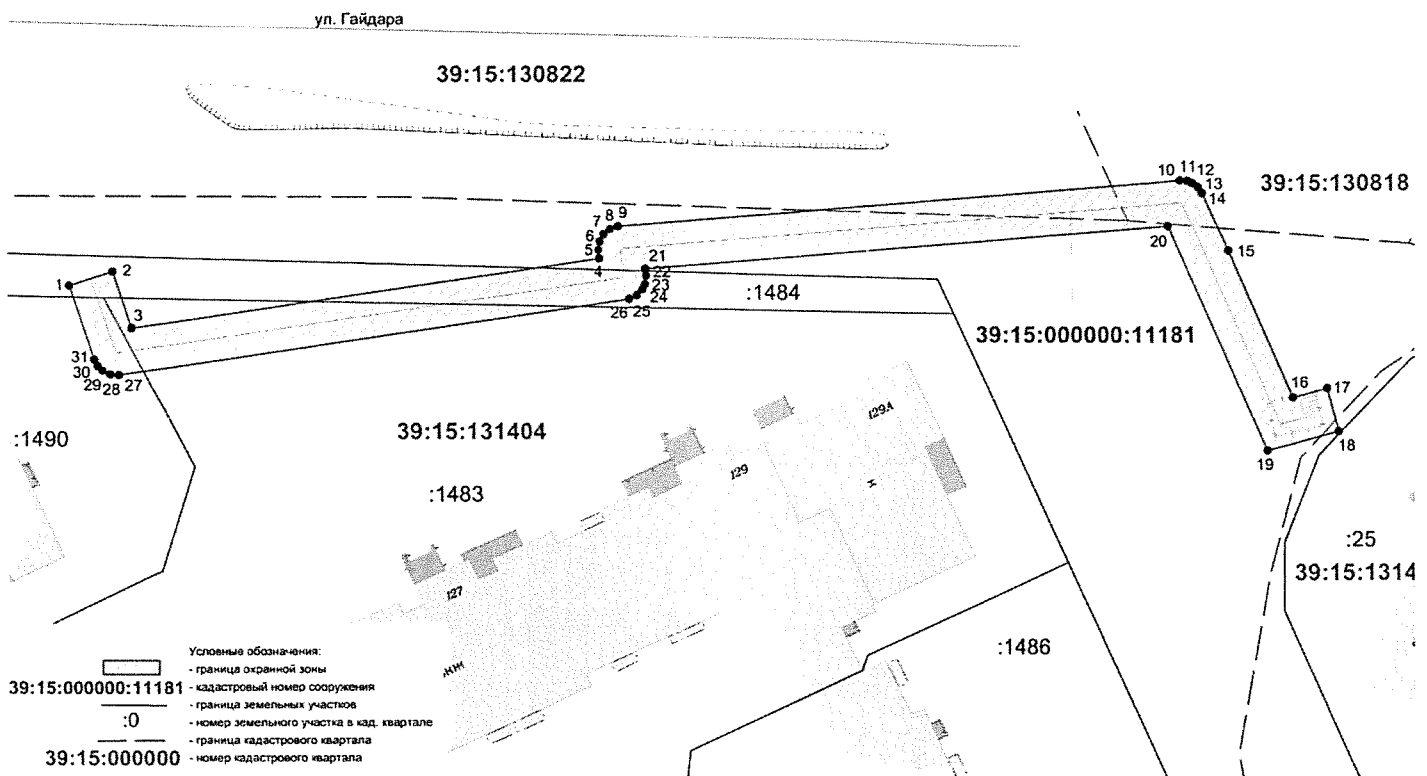 ул. Гайдара
39:15:130822
39:15:130818
10 11 12
13
14
15
20
1 2 3
4
5
6
7 8 9
21
22
23
24
25
26
:1484
39:15:000000:11181
16 17
18
19
31
30
29 28 27
:1490
39:15:131404
:1483
129А
129
Н
127
КЖ
:25
39:15:1314
:1486
Условные обозначения:
- граница охранной зоны
39:15:000000:11181 - кадастровый номер сооружения
- граница земельных участков
:0 - номер земельного участка в кад. квартале
- граница кадастрового квартала
39:15:000000 - номер кадастрового квартала